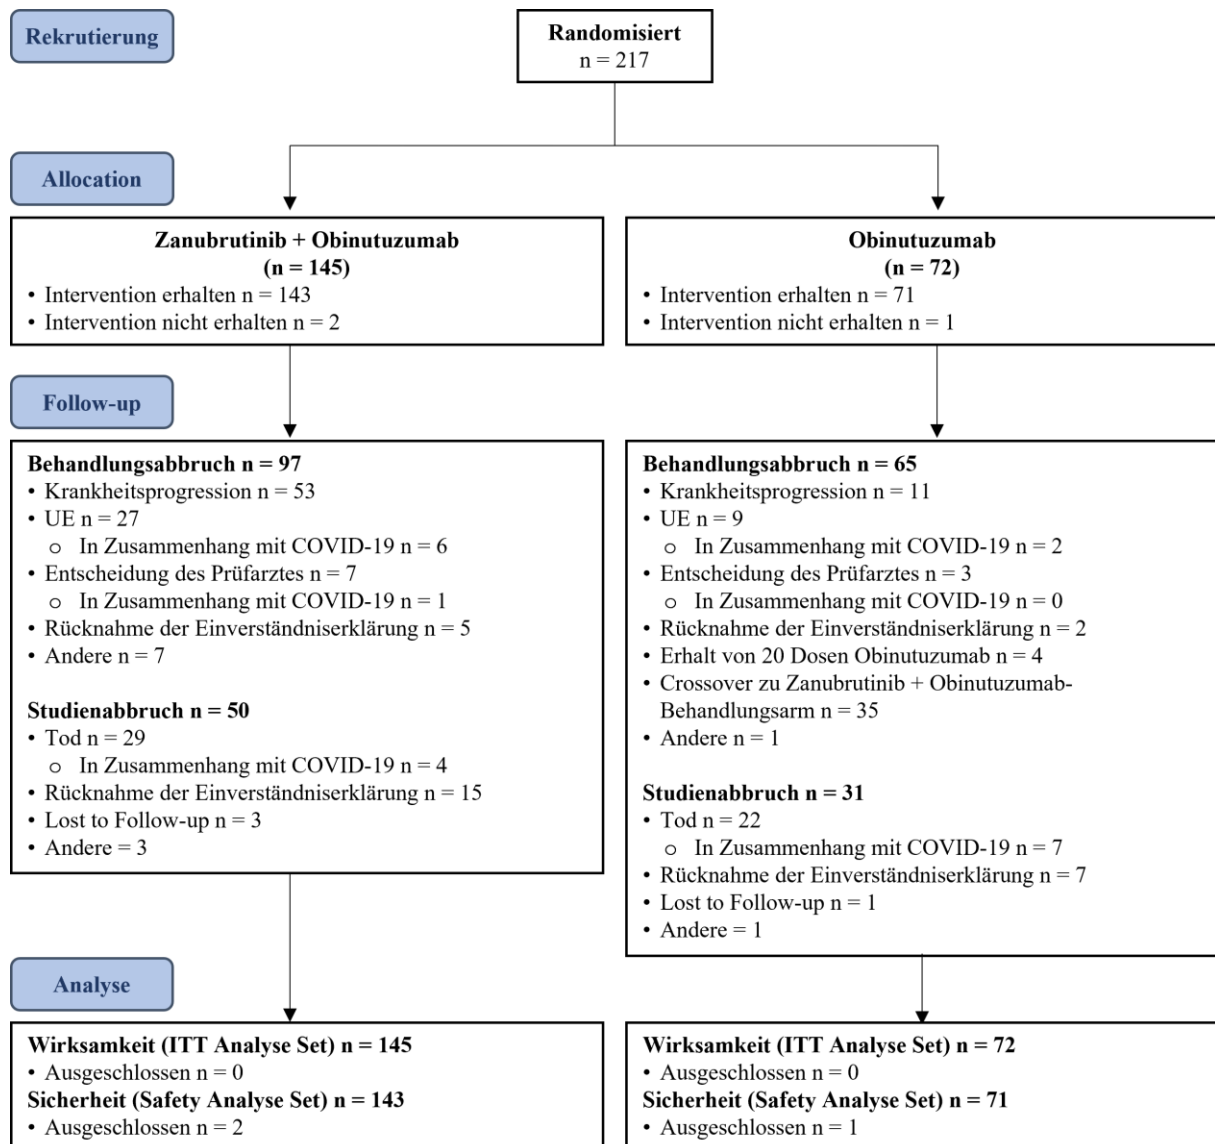 Rekrutierung
Randomisiert
n = 217
Allocation
Zanubrutinib + Obinutuzumab
(n = 145)
• Intervention erhalten n = 143
• Intervention nicht erhalten n = 2
Obinutuzumab
(n = 72)
• Intervention erhalten n = 71
• Intervention nicht erhalten n = 1
Follow-up
Behandlungsabbruch n = 97
• Krankheitsprogression n = 53
• UE n = 27
o In Zusammenhang mit COVID-19 n = 6
• Entscheidung des Prüfarztes n = 7
o In Zusammenhang mit COVID-19 n = 1
• Rücknahme der Einverständniserklärung n = 5
• Andere n = 7
Studienabbruch n = 50
• Tod n = 29
o In Zusammenhang mit COVID-19 n = 4
• Rücknahme der Einverständniserklärung n = 15
• Lost to Follow-up n = 3
• Andere = 3
Behandlungsabbruch n = 65
• Krankheitsprogression n = 11
• UE n = 9
o In Zusammenhang mit COVID-19 n = 2
• Entscheidung des Prüfarztes n = 3
o In Zusammenhang mit COVID-19 n = 0
• Rücknahme der Einverständniserklärung n = 2
• Erhalt von 20 Dosen Obinutuzumab n = 4
• Crossover zu Zanubrutinib + Obinutuzumab-
Behandlungsarm n = 35
• Andere n = 1
Studienabbruch n = 31
• Tod n = 22
o In Zusammenhang mit COVID-19 n = 7
• Rücknahme der Einverständniserklärung n = 7
• Lost to Follow-up n = 1
• Andere = 1
Analyse
Wirksamkeit (ITT Analyse Set) n = 145
• Ausgeschlossen n = 0
Sicherheit (Safety Analyse Set) n = 143
• Ausgeschlossen n = 2
Wirksamkeit (ITT Analyse Set) n = 72
• Ausgeschlossen n = 0
Sicherheit (Safety Analyse Set) n = 71
• Ausgeschlossen n = 1